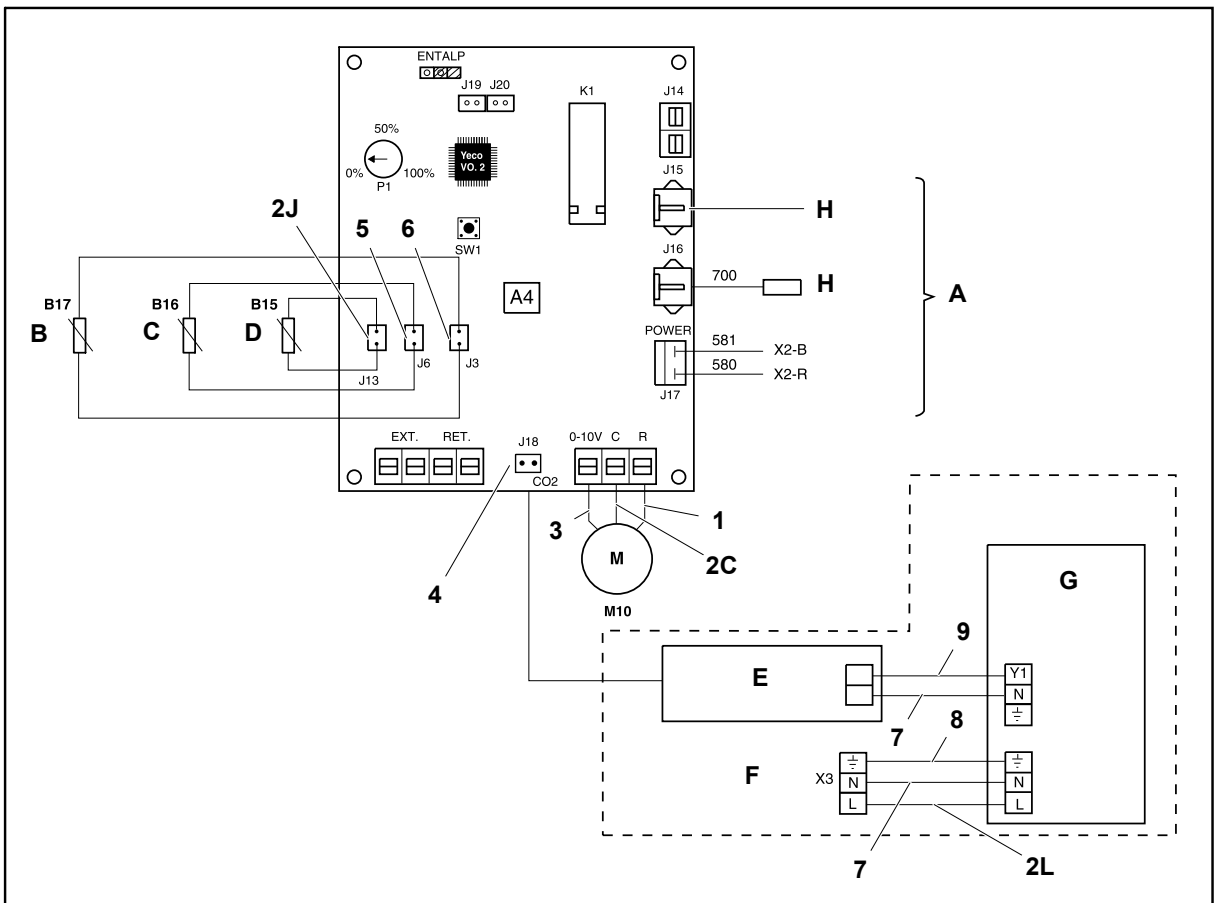 ENTALP
J19 J20
K1
J14
50%
0% 100%
P1
Yeco
VO. 2
J15
H
SW1
2J
5
6
J16
700
H
A
A4
B17
B
B16
C
B15
D
POWER
581 X2-B
580 X2-R
J13
J6
J3
J17
EXT. RET.
J18
CO2
0-10V C R
3
1
2C
4
M
M10
G
9
E
Y1
N
7
8
F
X3
N
L
N
L
7
2L